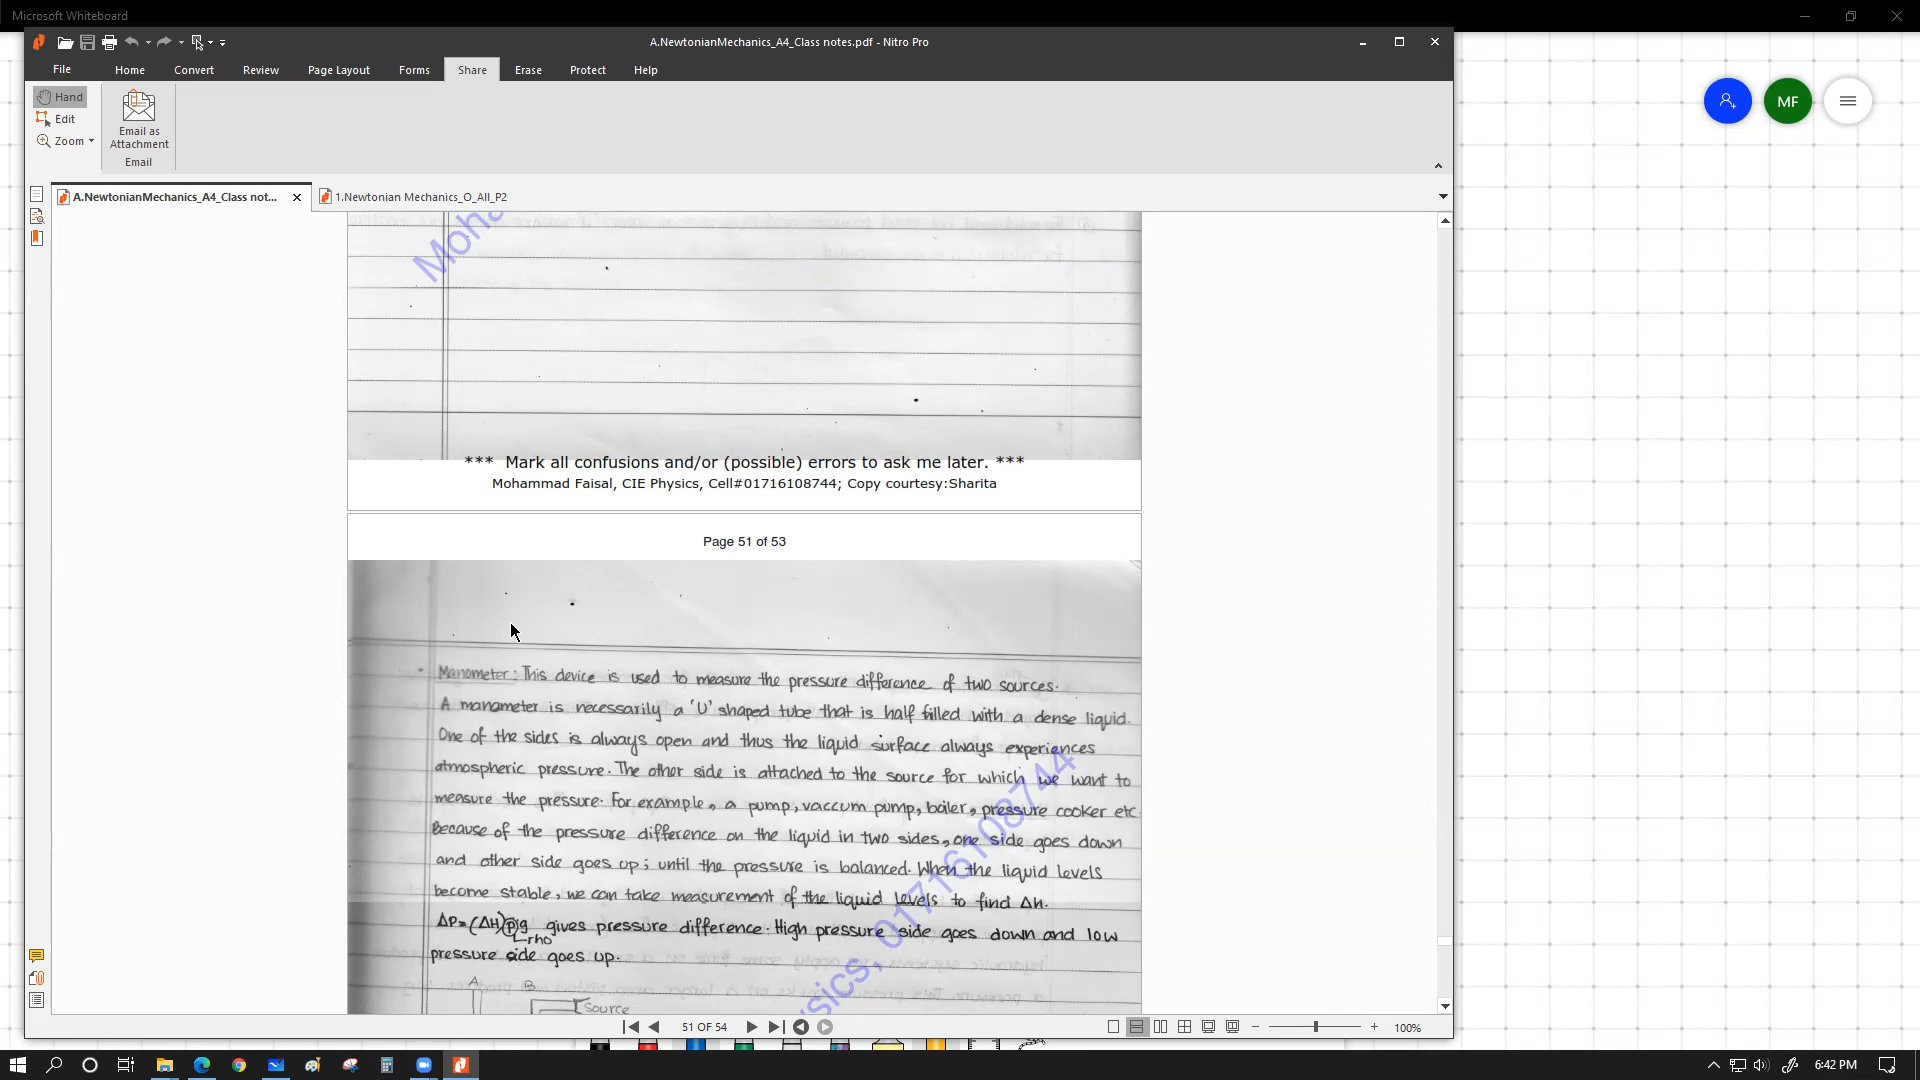 Microsoft Whiteboard
A.NewtonianMechanics_A4_Class notes.pdf - Nitro Pro
File Home Convert Review Page Layout Forms Share Erase Protect Help
Hand
Edit
Zoom
Email as
Attachment
Email
MF
A.NewtonianMechanics_A4_Class not...
1.Newtonian Mechanics_O_All_P2
Moha
*** Mark all confusions and/or (possible) errors to ask me later. ***
Mohammad Faisal, CIE Physics, Cell#01716108744; Copy courtesy:Sharita
Page 51 of 53
Manometer: This device is used to measure the pressure difference of two sources.
A manometer is necessarily a 'U' shaped tube that is half filled with a dense liquid.
One of the sides is always open and thus the liquid surface always experiences
atmospheric pressure. The other side is attached to the source for which we want to
measure the pressure. For example, a pump, vaccum pump, boiler, pressure cooker etc.
Because of the pressure difference on the liquid in two sides, one side goes down
and other side goes up; until the pressure is balanced. When the liquid levels
become stable, we can take measurement of the liquid levels to find ΔH.
ΔP=(ΔH)ρg gives pressure difference. High pressure side goes down and low
rho
pressure side goes up.
A B
Source
sics, 01716108744
51 OF 54
100%
6:42 PM